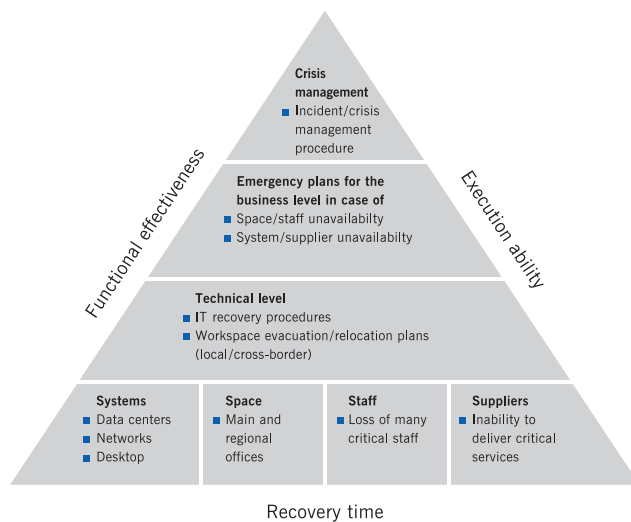 Crisis
management
Incident/crisis
management
procedure
Functional effectiveness
Execution ability
Emergency plans for the
business level in case of
Space/staff unavailabilty
System/supplier unavailabilty
Technical level
IT recovery procedures
Workspace evacuation/relocation plans
(local/cross-border)
Systems
Data centers
Networks
Desktop
Space
Main and
regional
offices
Staff
Loss of many
critical staff
Suppliers
Inability to
deliver critical
services
Recovery time